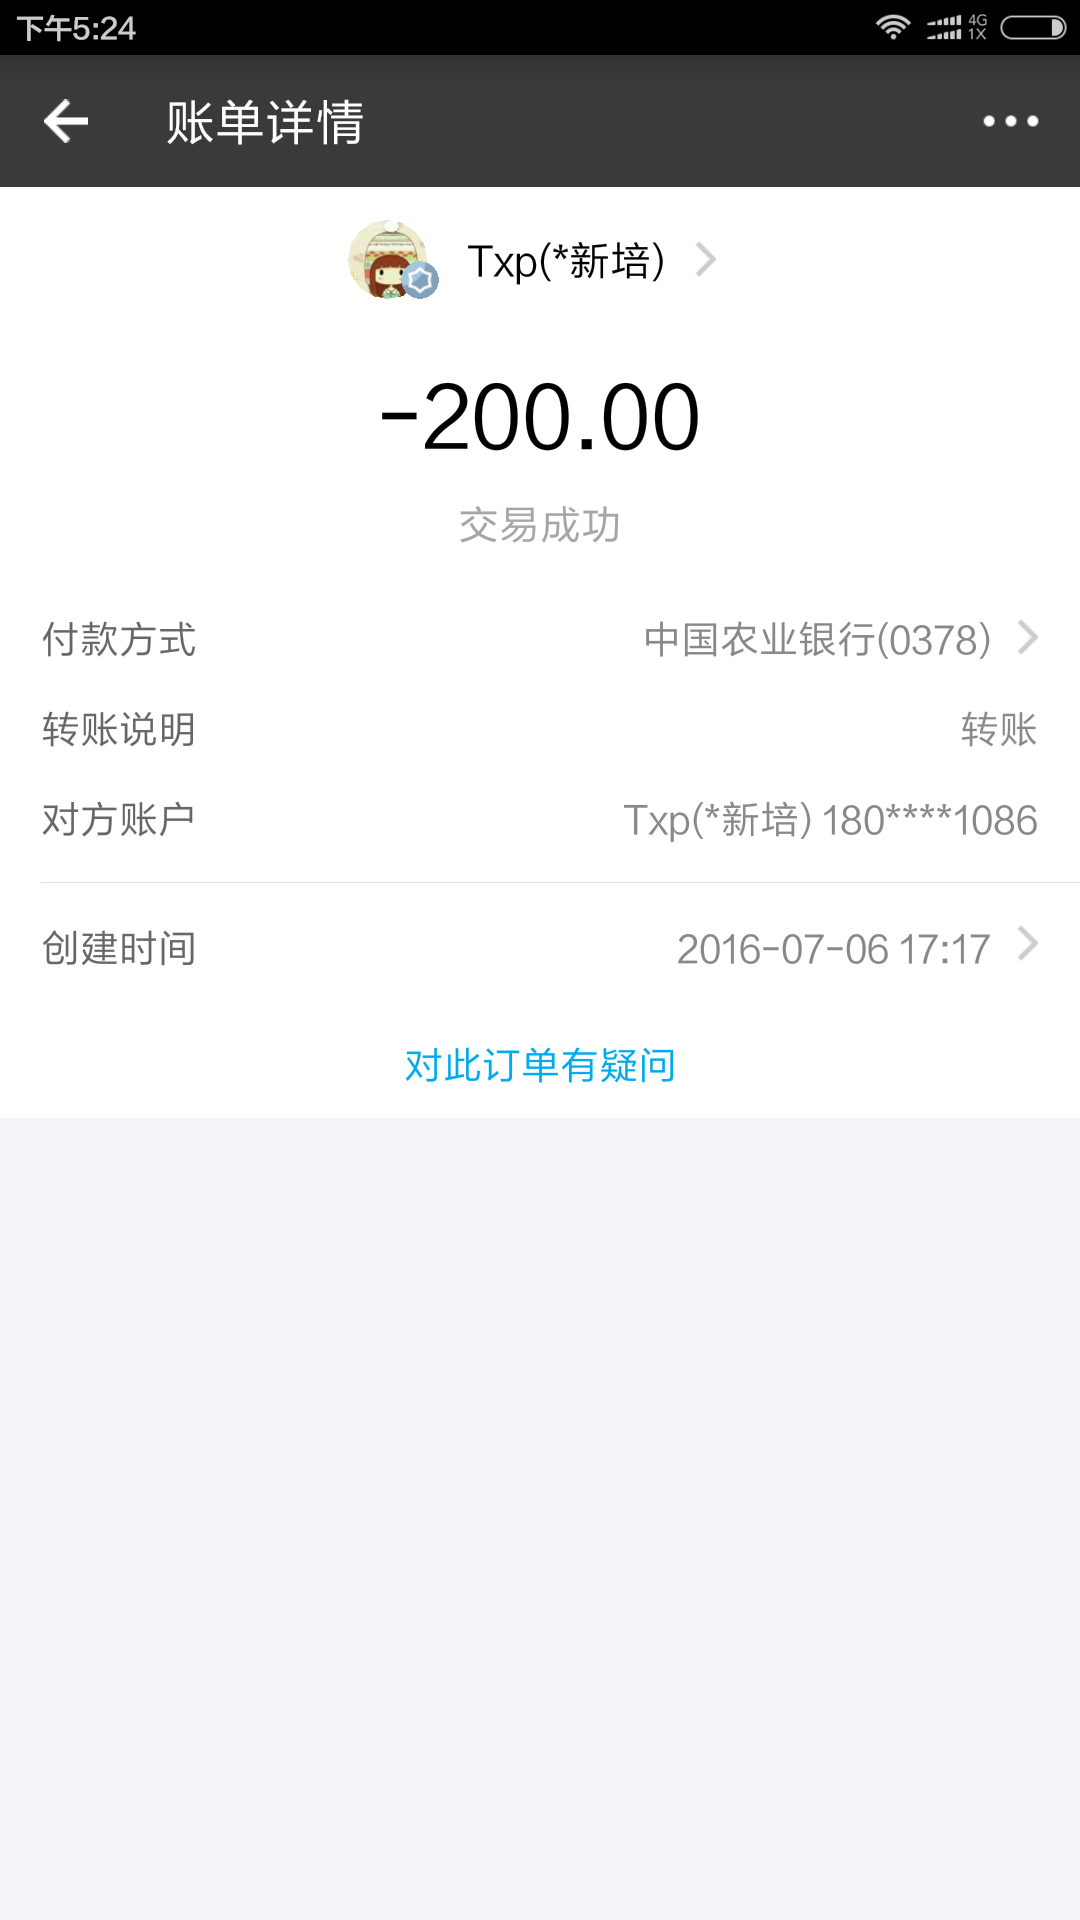 下午5:24
4G
1X
账单详情
Txp(*新培)
-200.00
交易成功
付款方式 中国农业银行(0378)
转账说明 转账
对方账户 Txp(*新培) 180****1086
创建时间 2016-07-06 17:17
对此订单有疑问